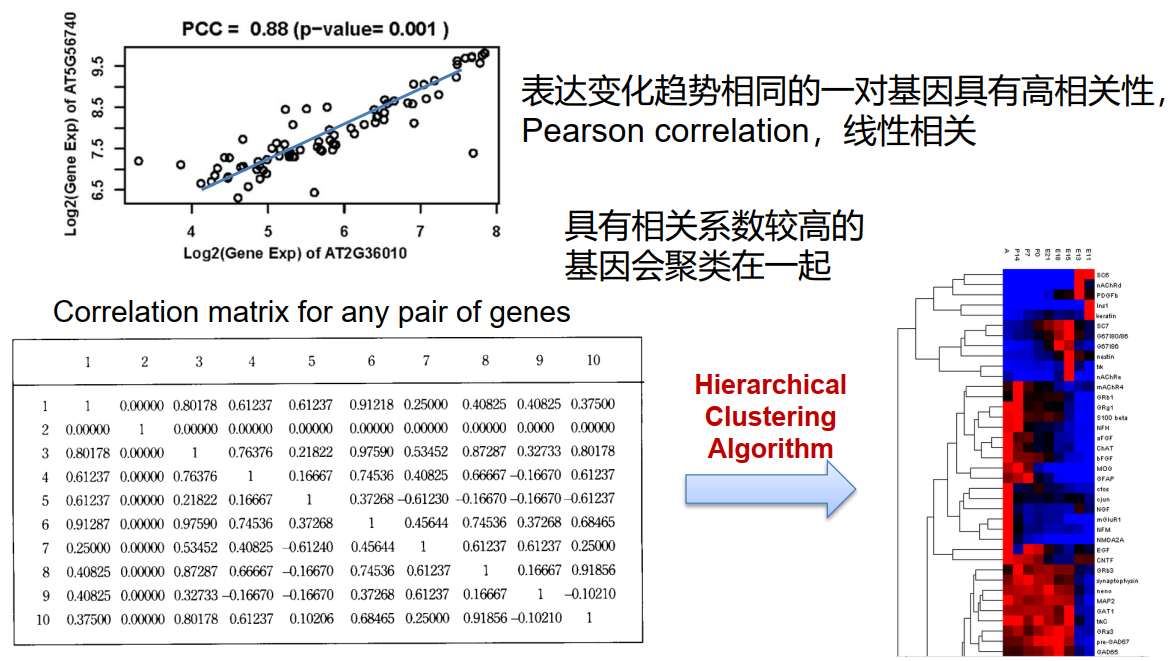 PCC = 0.88 (p-value= 0.001 )
Log2(Gene Exp) of AT5G56740
9.5
8.5
7.5
6.5
4 5 6 7 8
Log2(Gene Exp) of AT2G36010
表达变化趋势相同的一对基因具有高相关性，
Pearson correlation，线性相关
具有相关系数较高的
基因会聚类在一起
Correlation matrix for any pair of genes
1 2 3 4 5 6 7 8 9 10
1 1 0.00000 0.80178 0.61237 0.61237 0.91218 0.25000 0.40825 0.40825 0.37500
2 0.00000 1 0.00000 0.00000 0.00000 0.00000 0.00000 0.00000 0.0000 0.00000
3 0.80178 0.00000 1 0.76376 0.21822 0.97590 0.53452 0.87287 0.32733 0.80178
4 0.61237 0.00000 0.76376 1 0.16667 0.74536 0.40825 0.66667 −0.16670 0.61237
5 0.61237 0.00000 0.21822 0.16667 1 0.37268 −0.61230 −0.16670 −0.16670 −0.61237
6 0.91287 0.00000 0.97590 0.74536 0.37268 1 0.45644 0.74536 0.37268 0.68465
7 0.25000 0.00000 0.53452 0.40825 −0.61240 0.45644 1 0.61237 0.61237 0.25000
8 0.40825 0.00000 0.87287 0.66667 −0.16670 0.74536 0.61237 1 0.16667 0.91856
9 0.40825 0.00000 0.32733 −0.16670 −0.16670 0.37268 0.61237 0.16667 1 −0.10210
10 0.37500 0.00000 0.80178 0.61237 0.10206 0.68465 0.25000 0.91856 −0.10210 1
Hierarchical
Clustering
Algorithm
A P14 P7 P0 E21 E18 E15 E13 E11
SC6
nAChRd
PDGFb
Ins1
keratin
SC7
G67I80/86
G67I86
nestin
trk
nAChRe
mAChR4
GRb1
GRg1
S100 beta
NFH
aFGF
ChAT
bFGF
MOG
GFAP
cfos
cjun
NGF
mGluR1
NFM
NMDA2A
EGF
CNTF
GRb3
synaptophysin
neno
MAP2
GAT1
trkC
GRa3
pre-GAD67
GAD65